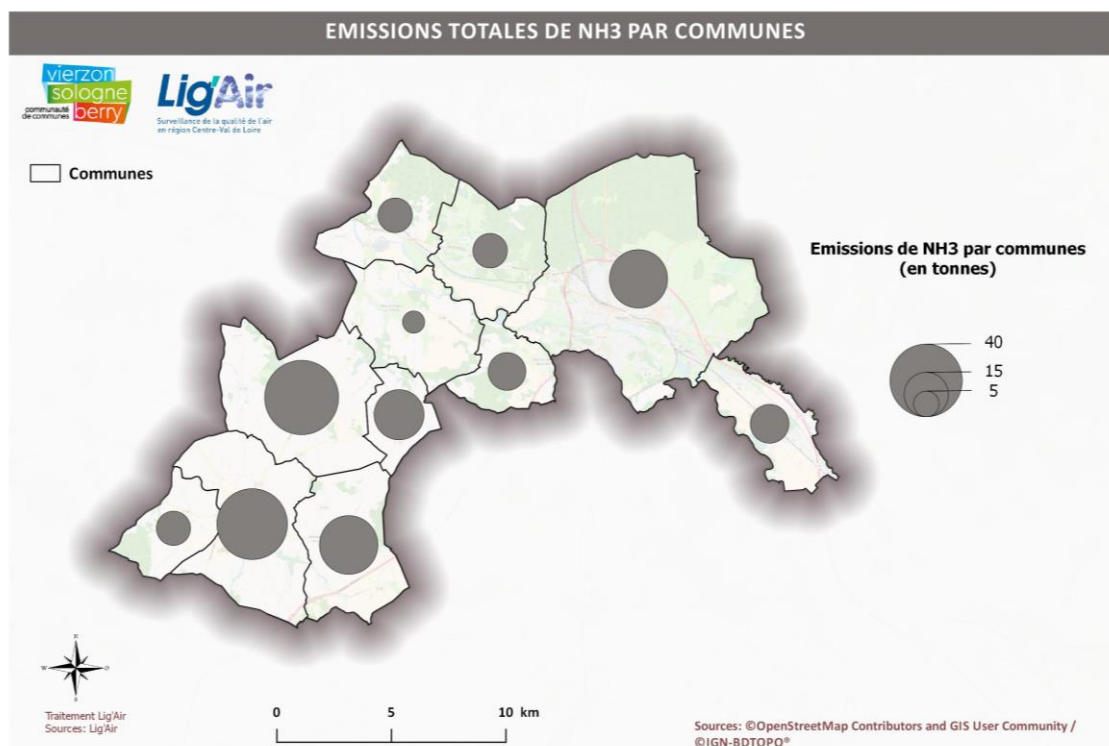 EMISSIONS TOTALES DE NH3 PAR COMMUNES
vierzon
sologne
berry
communauté
de communes
Lig'Air
Surveillance de la qualité de l'air
en région Centre-Val de Loire
Communes
Emissions de NH3 par communes
(en tonnes)
40
15
5
N
W
O
S
Traitement Lig'Air
Sources: Lig'Air
0 5 10 km
Sources: ©OpenStreetMap Contributors and GIS User Community /
©IGN-BDTOPO®